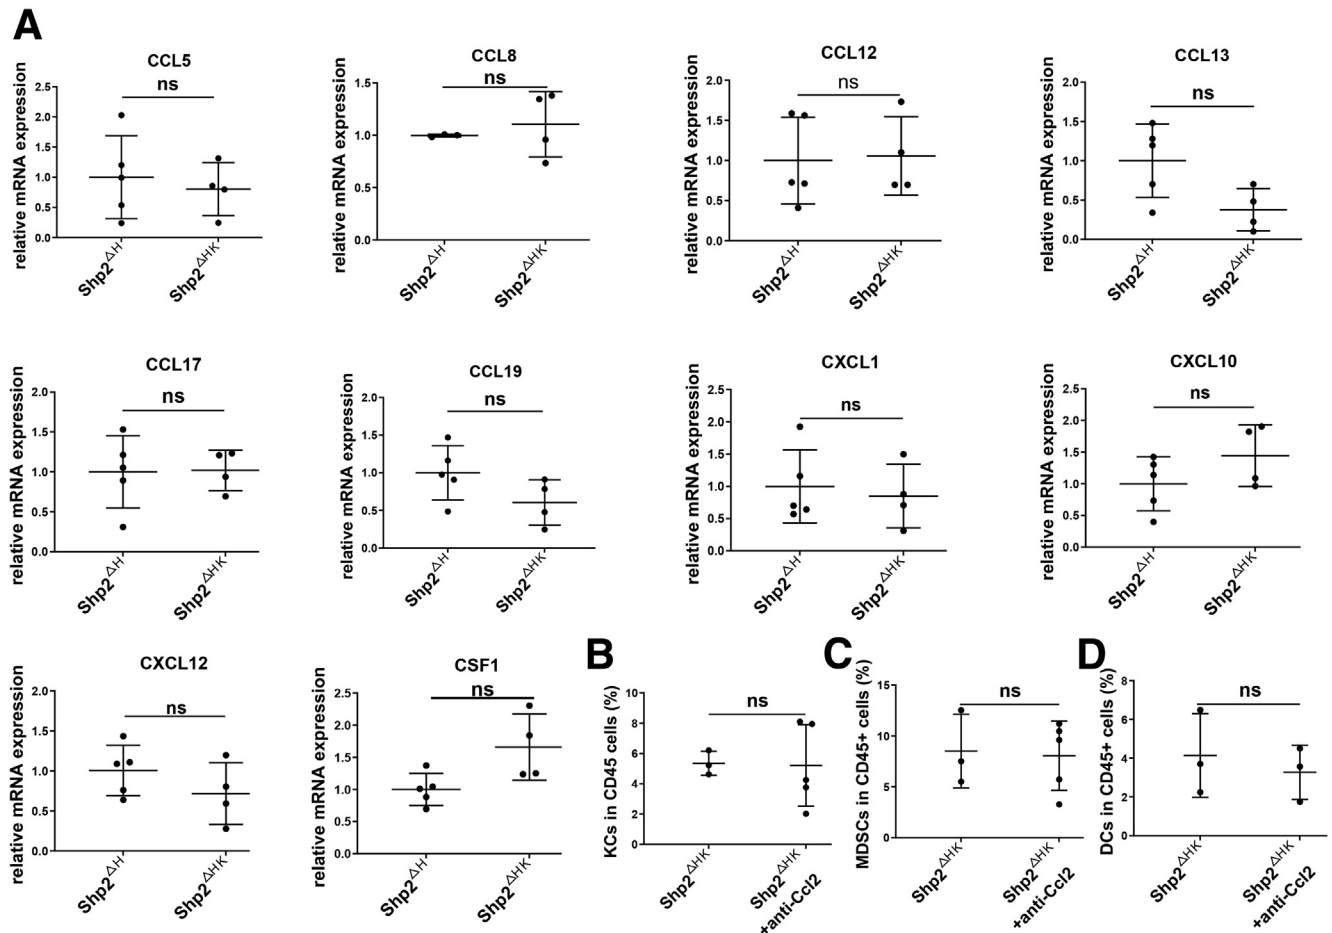 A
CCL5
relative mRNA expression
2.5
2.0
1.5
1.0
0.5
0.0
ns
Shp2ΔH
Shp2ΔHK
CCL8
relative mRNA expression
1.5
1.0
0.5
0.0
ns
Shp2ΔH
Shp2ΔHK
CCL12
relative mRNA expression
2.0
1.5
1.0
0.5
0.0
ns
Shp2ΔH
Shp2ΔHK
CCL13
relative mRNA expression
2.0
1.5
1.0
0.5
0.0
ns
Shp2ΔH
Shp2ΔHK
CCL17
relative mRNA expression
2.0
1.5
1.0
0.5
0.0
ns
Shp2ΔH
Shp2ΔHK
CCL19
relative mRNA expression
2.0
1.5
1.0
0.5
0.0
ns
Shp2ΔH
Shp2ΔHK
CXCL1
relative mRNA expression
2.5
2.0
1.5
1.0
0.5
0.0
ns
Shp2ΔH
Shp2ΔHK
CXCL10
relative mRNA expression
2.5
2.0
1.5
1.0
0.5
0.0
ns
Shp2ΔH
Shp2ΔHK
CXCL12
relative mRNA expression
2.0
1.5
1.0
0.5
0.0
ns
Shp2ΔH
Shp2ΔHK
CSF1
relative mRNA expression
2.5
2.0
1.5
1.0
0.5
0.0
ns
Shp2ΔH
Shp2ΔHK
B
KCs in CD45 cells (%)
10
8
6
4
2
0
ns
Shp2ΔHK
Shp2ΔHK
+anti-Ccl2
C
MDSCs in CD45+ cells (%)
15
10
5
0
ns
Shp2ΔHK
Shp2ΔHK
+anti-Ccl2
D
DCs in CD45+ cells (%)
8
6
4
2
0
ns
Shp2ΔHK
Shp2ΔHK
+anti-Ccl2